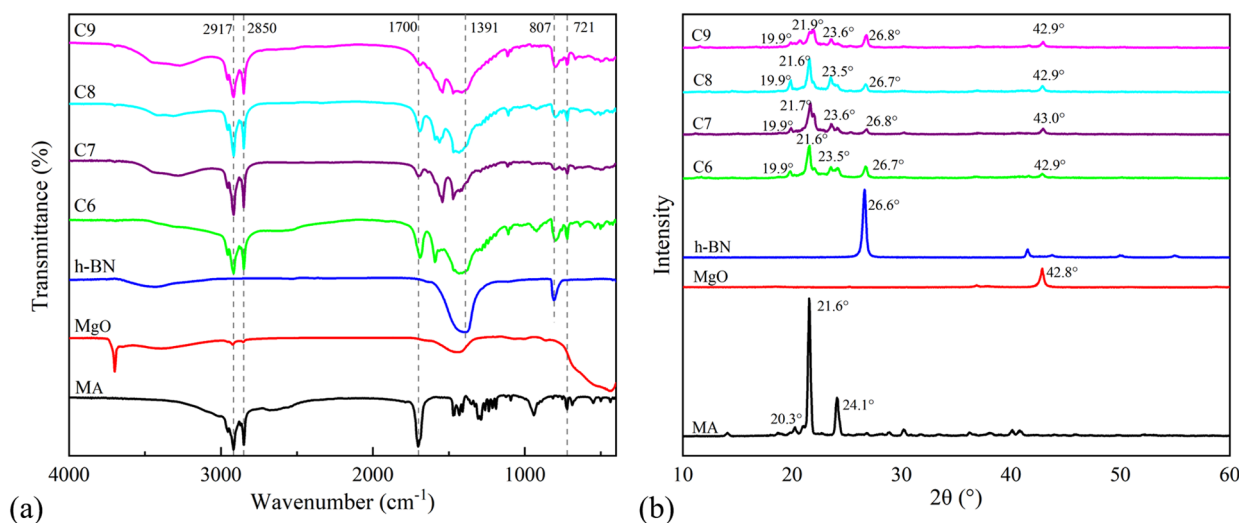 2917 2850 1700 1391 807 721
C9
C8
C7
C6
h-BN
MgO
MA
Transmittance (%)
4000 3000 2000 1000
Wavenumber (cm⁻¹)
(a)
C9 19.9° 21.9° 23.6° 26.8° 42.9°
C8 19.9° 21.6° 23.5° 26.7° 42.9°
C7 19.9° 21.7° 23.6° 26.8° 43.0°
C6 19.9° 21.6° 23.5° 26.7° 42.9°
h-BN 26.6°
MgO 42.8°
MA 20.3° 21.6° 24.1°
Intensity
10 20 30 40 50 60
2θ (°)
(b)